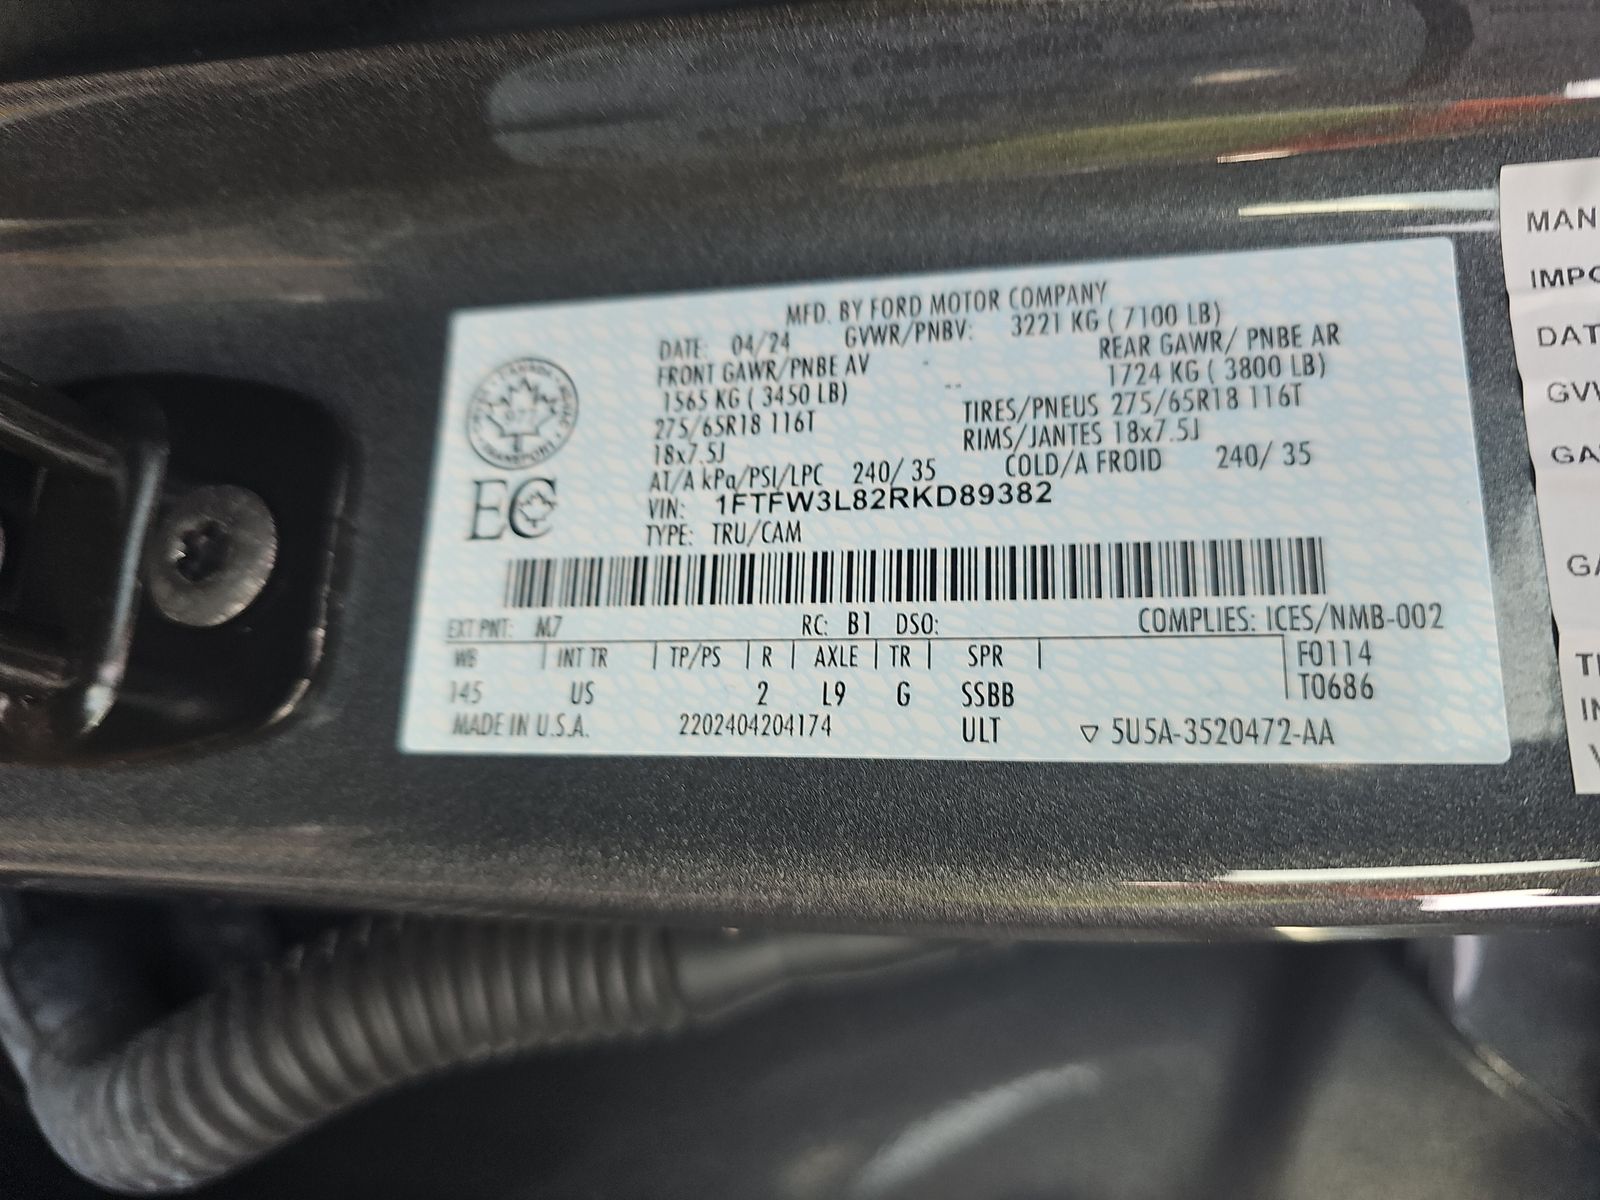 MFD. BY FORD MOTOR COMPANY
DATE: 04/24 GVWR/PNBV: 3221 KG ( 7100 LB)
FRONT GAWR/PNBE AV REAR GAWR/ PNBE AR
1565 KG ( 3450 LB) 1724 KG ( 3800 LB)
275/65R18 116T TIRES/PNEUS 275/65R18 116T
18x7.5J RIMS/JANTES 18x7.5J
AT/A kPa/PSI/LPC 240/ 35 COLD/A FROID 240/ 35
VIN: 1FTFW3L82RKD89382
TYPE: TRU/CAM
EC
EXT PNT: M7 RC: B1 DSO: COMPLIES: ICES/NMB-002
WB | INT TR | TP/PS | R | AXLE | TR | SPR | F0114
145 US 2 L9 G SSBB T0686
MADE IN U.S.A. 2202404204174 ULT 5U5A-3520472-AA
MAN
IMPO
DAT
GV
GA
GA
T
IN